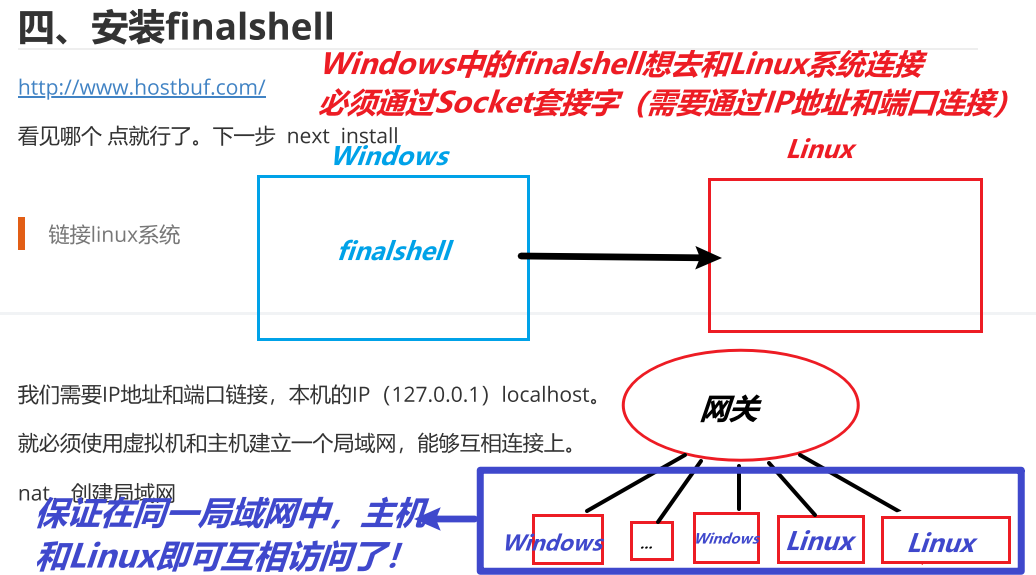 四、安装finalshell
Windows中的finalshell想去和Linux系统连接
http://www.hostbuf.com/
必须通过Socket套接字（需要通过IP地址和端口连接）
看见哪个 点就行了。下一步 next install
Windows
Linux
链接linux系统
finalshell
我们需要IP地址和端口链接，本机的IP（127.0.0.1）localhost。
网关
就必须使用虚拟机和主机建立一个局域网，能够互相连接上。
nat 创建局域网
保证在同一局域网中，主机
和Linux即可互相访问了！
Windows
...
Windows
Linux
Linux